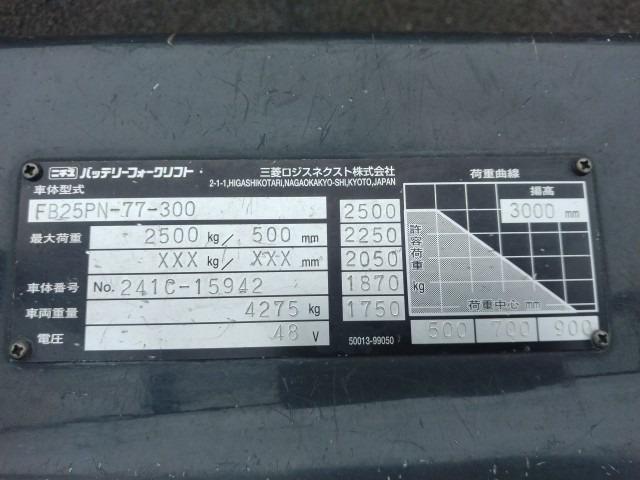 ニチユ バッテリーフォークリフト 三菱ロジスネクスト株式会社
2-1-1,HIGASHIKOTARI,NAGAOKAKYO-SHI,KYOTO,JAPAN
車体型式
FB25PN-77-300
最大荷重 2500 kg / 500 mm
XXX kg / XXX mm
車体番号 No. 241C-15942
車両重量 4275 kg
電圧 48 V
荷重曲線
揚高
3000 mm
2500
2250
2050
1870
1750
許容荷重 kg
荷重中心 mm
500 700 900
50013-99050